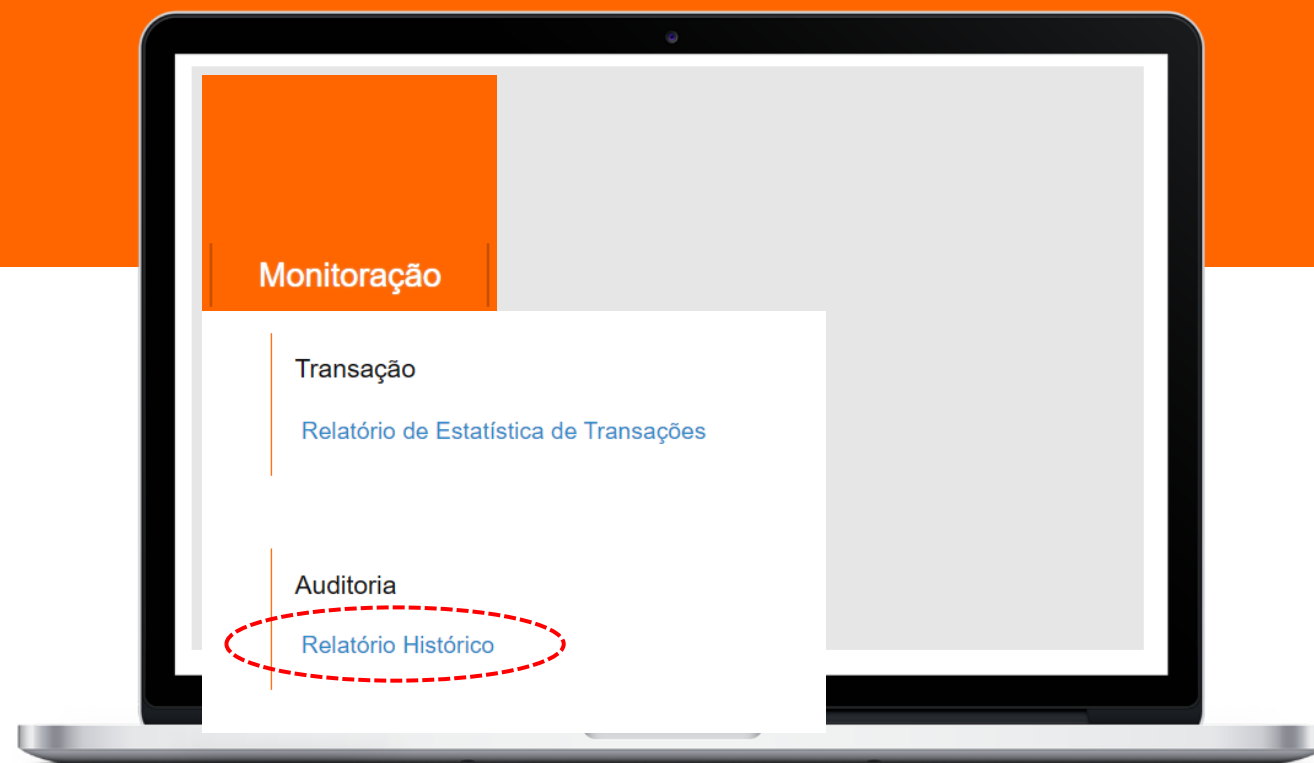 Monitoração
Transação
Relatório de Estatística de Transações
Auditoria
Relatório Histórico